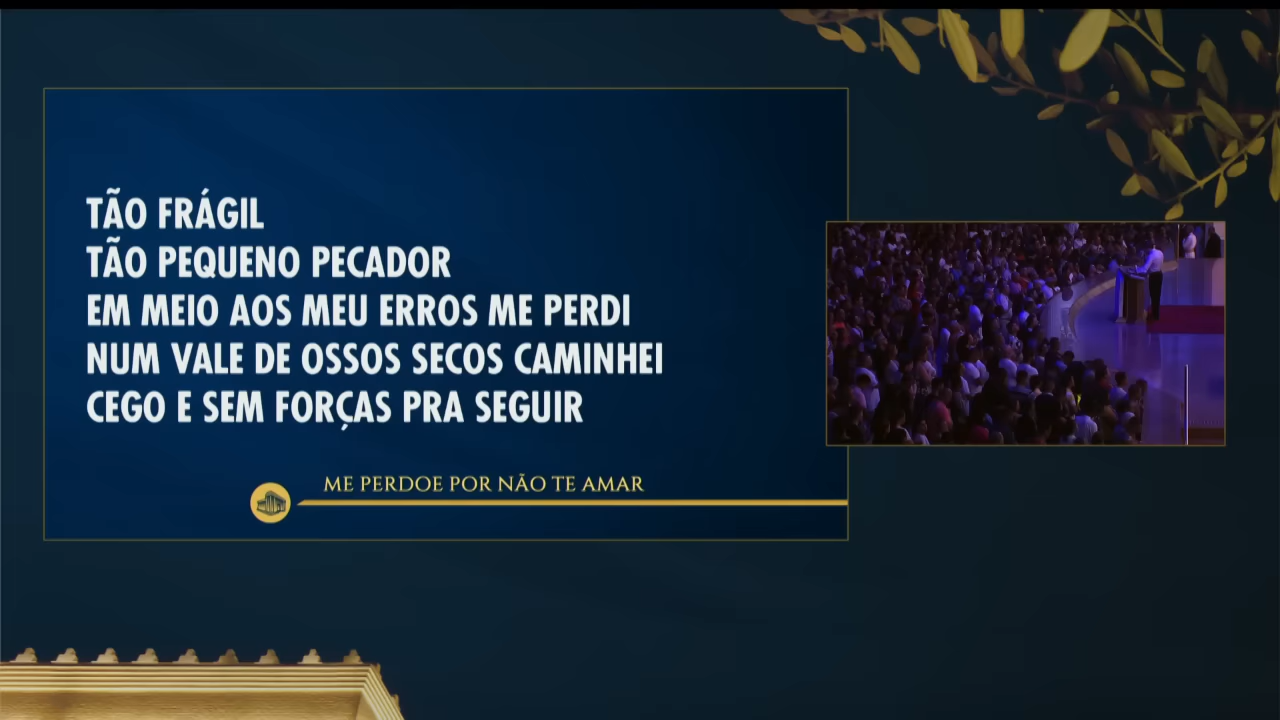 TÃO FRÁGIL
TÃO PEQUENO PECADOR
EM MEIO AOS MEU ERROS ME PERDI
NUM VALE DE OSSOS SECOS CAMINHEI
CEGO E SEM FORÇAS PRA SEGUIR
ME PERDOE POR NÃO TE AMAR